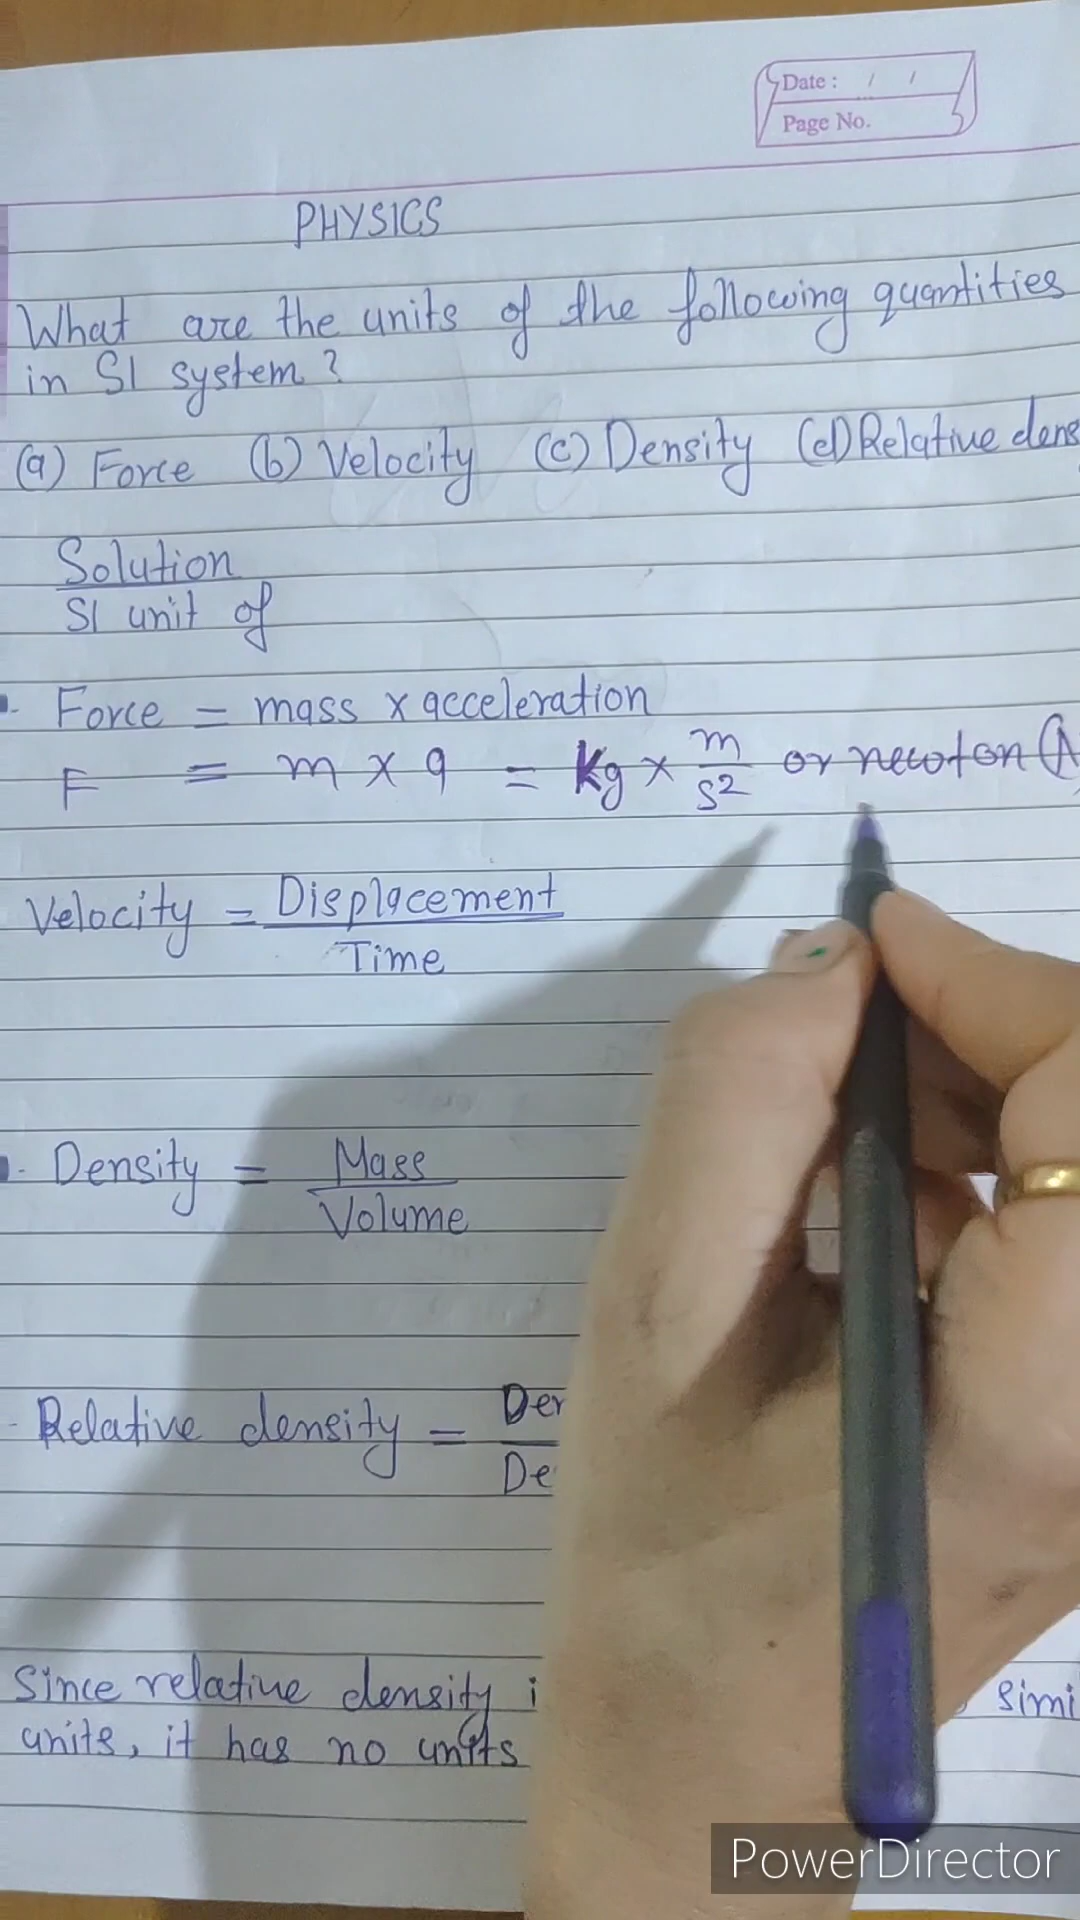 Date : / /
Page No.
PHYSICS
What are the units of the following quantities
in SI system ?
(a) Force (b) Velocity (c) Density (d) Relative dens
Solution
SI unit of
Force = mass x acceleration
F = m x a = kg x m/s² or newton (
Velocity = Displacement
Time
Density = Mass
Volume
Relative density = Den
De
Since relative density i simi
units, it has no units
PowerDirector